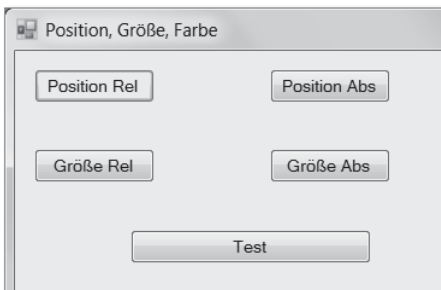 Position, Größe, Farbe
Position Rel
Position Abs
Größe Rel
Größe Abs
Test